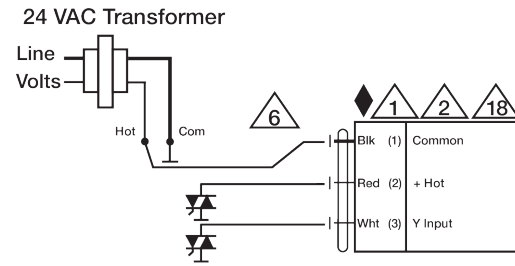 24 VAC Transformer
Line
Volts
Hot
Com
6
1
2
18
Blk (1) Common
Red (2) + Hot
Wht (3) Y Input